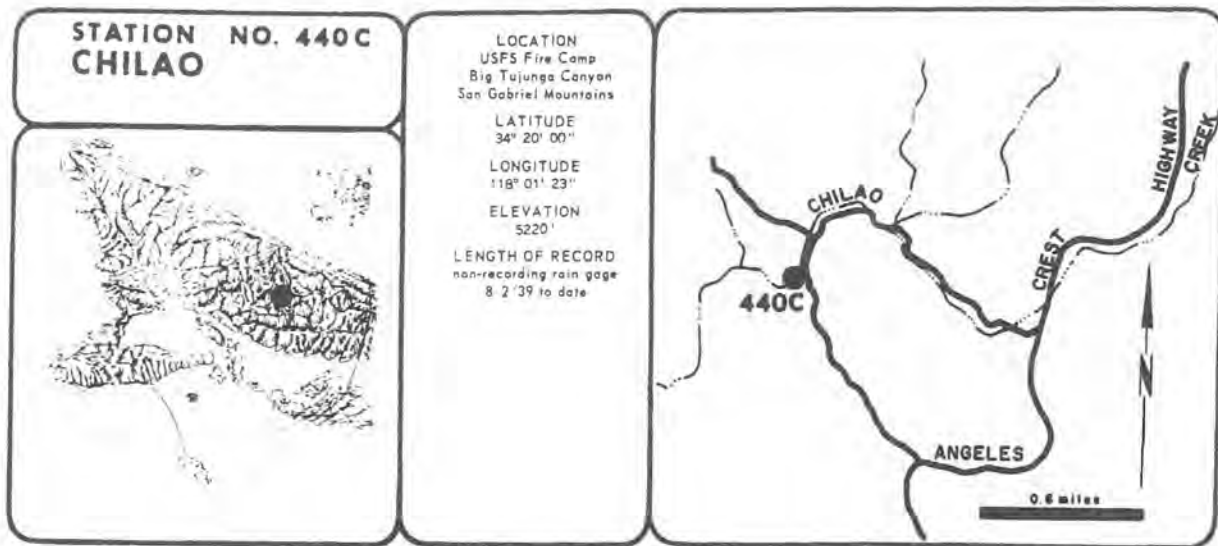 STATION NO. 440C
CHILAO
LOCATION
USFS Fire Camp
Big Tujunga Canyon
San Gabriel Mountains
LATITUDE
34° 20' 00"
LONGITUDE
118° 01' 23"
ELEVATION
5220'
LENGTH OF RECORD
non-recording rain gage
8 2 '39 to date
CHILAO
440C
CREST
HIGHWAY
CREEK
ANGELES
N
0.6 miles